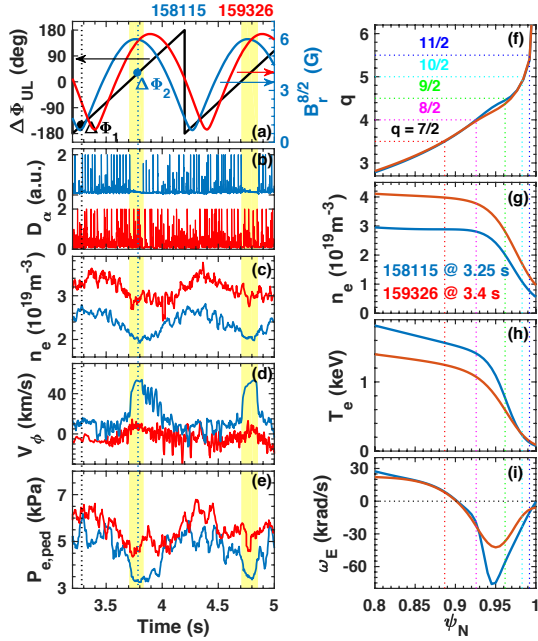 158115 159326
180
90
0
-90
-180
ΔΦ_UL (deg)
ΔΦ_1
ΔΦ_2
(a)
6
3
0
B_r^8/2 (G)
2
1
0
2
1
0
D_α (a.u.)
(b)
n_e (10^19 m^-3)
3
2
(c)
V_ϕ (km/s)
40
0
(d)
P_e,ped (kPa)
7
5
3
(e)
3.5 4 4.5 5
Time (s)
q
6
5
4
3
(f)
11/2
10/2
9/2
8/2
q = 7/2
n_e (10^19 m^-3)
4
3
2
1
0
(g)
158115 @ 3.25 s
159326 @ 3.4 s
T_e (keV)
1
0
(h)
ω_E (krad/s)
30
0
-30
-60
(i)
0.8 0.85 0.9 0.95 1
ψ_N